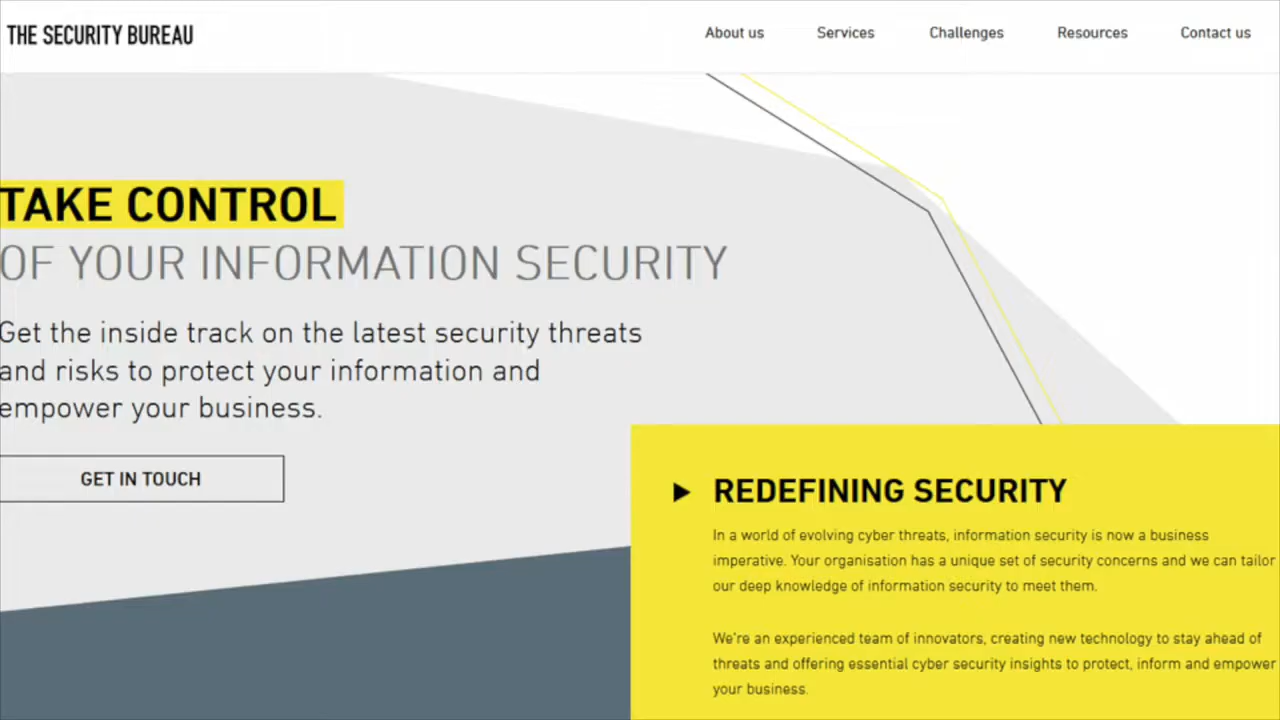 THE SECURITY BUREAU
About us Services Challenges Resources Contact us
TAKE CONTROL
OF YOUR INFORMATION SECURITY
Get the inside track on the latest security threats
and risks to protect your information and
empower your business.
GET IN TOUCH
REDEFINING SECURITY
In a world of evolving cyber threats, information security is now a business
imperative. Your organisation has a unique set of security concerns and we can tailor
our deep knowledge of information security to meet them.
We're an experienced team of innovators, creating new technology to stay ahead of
threats and offering essential cyber security insights to protect, inform and empower
your business.